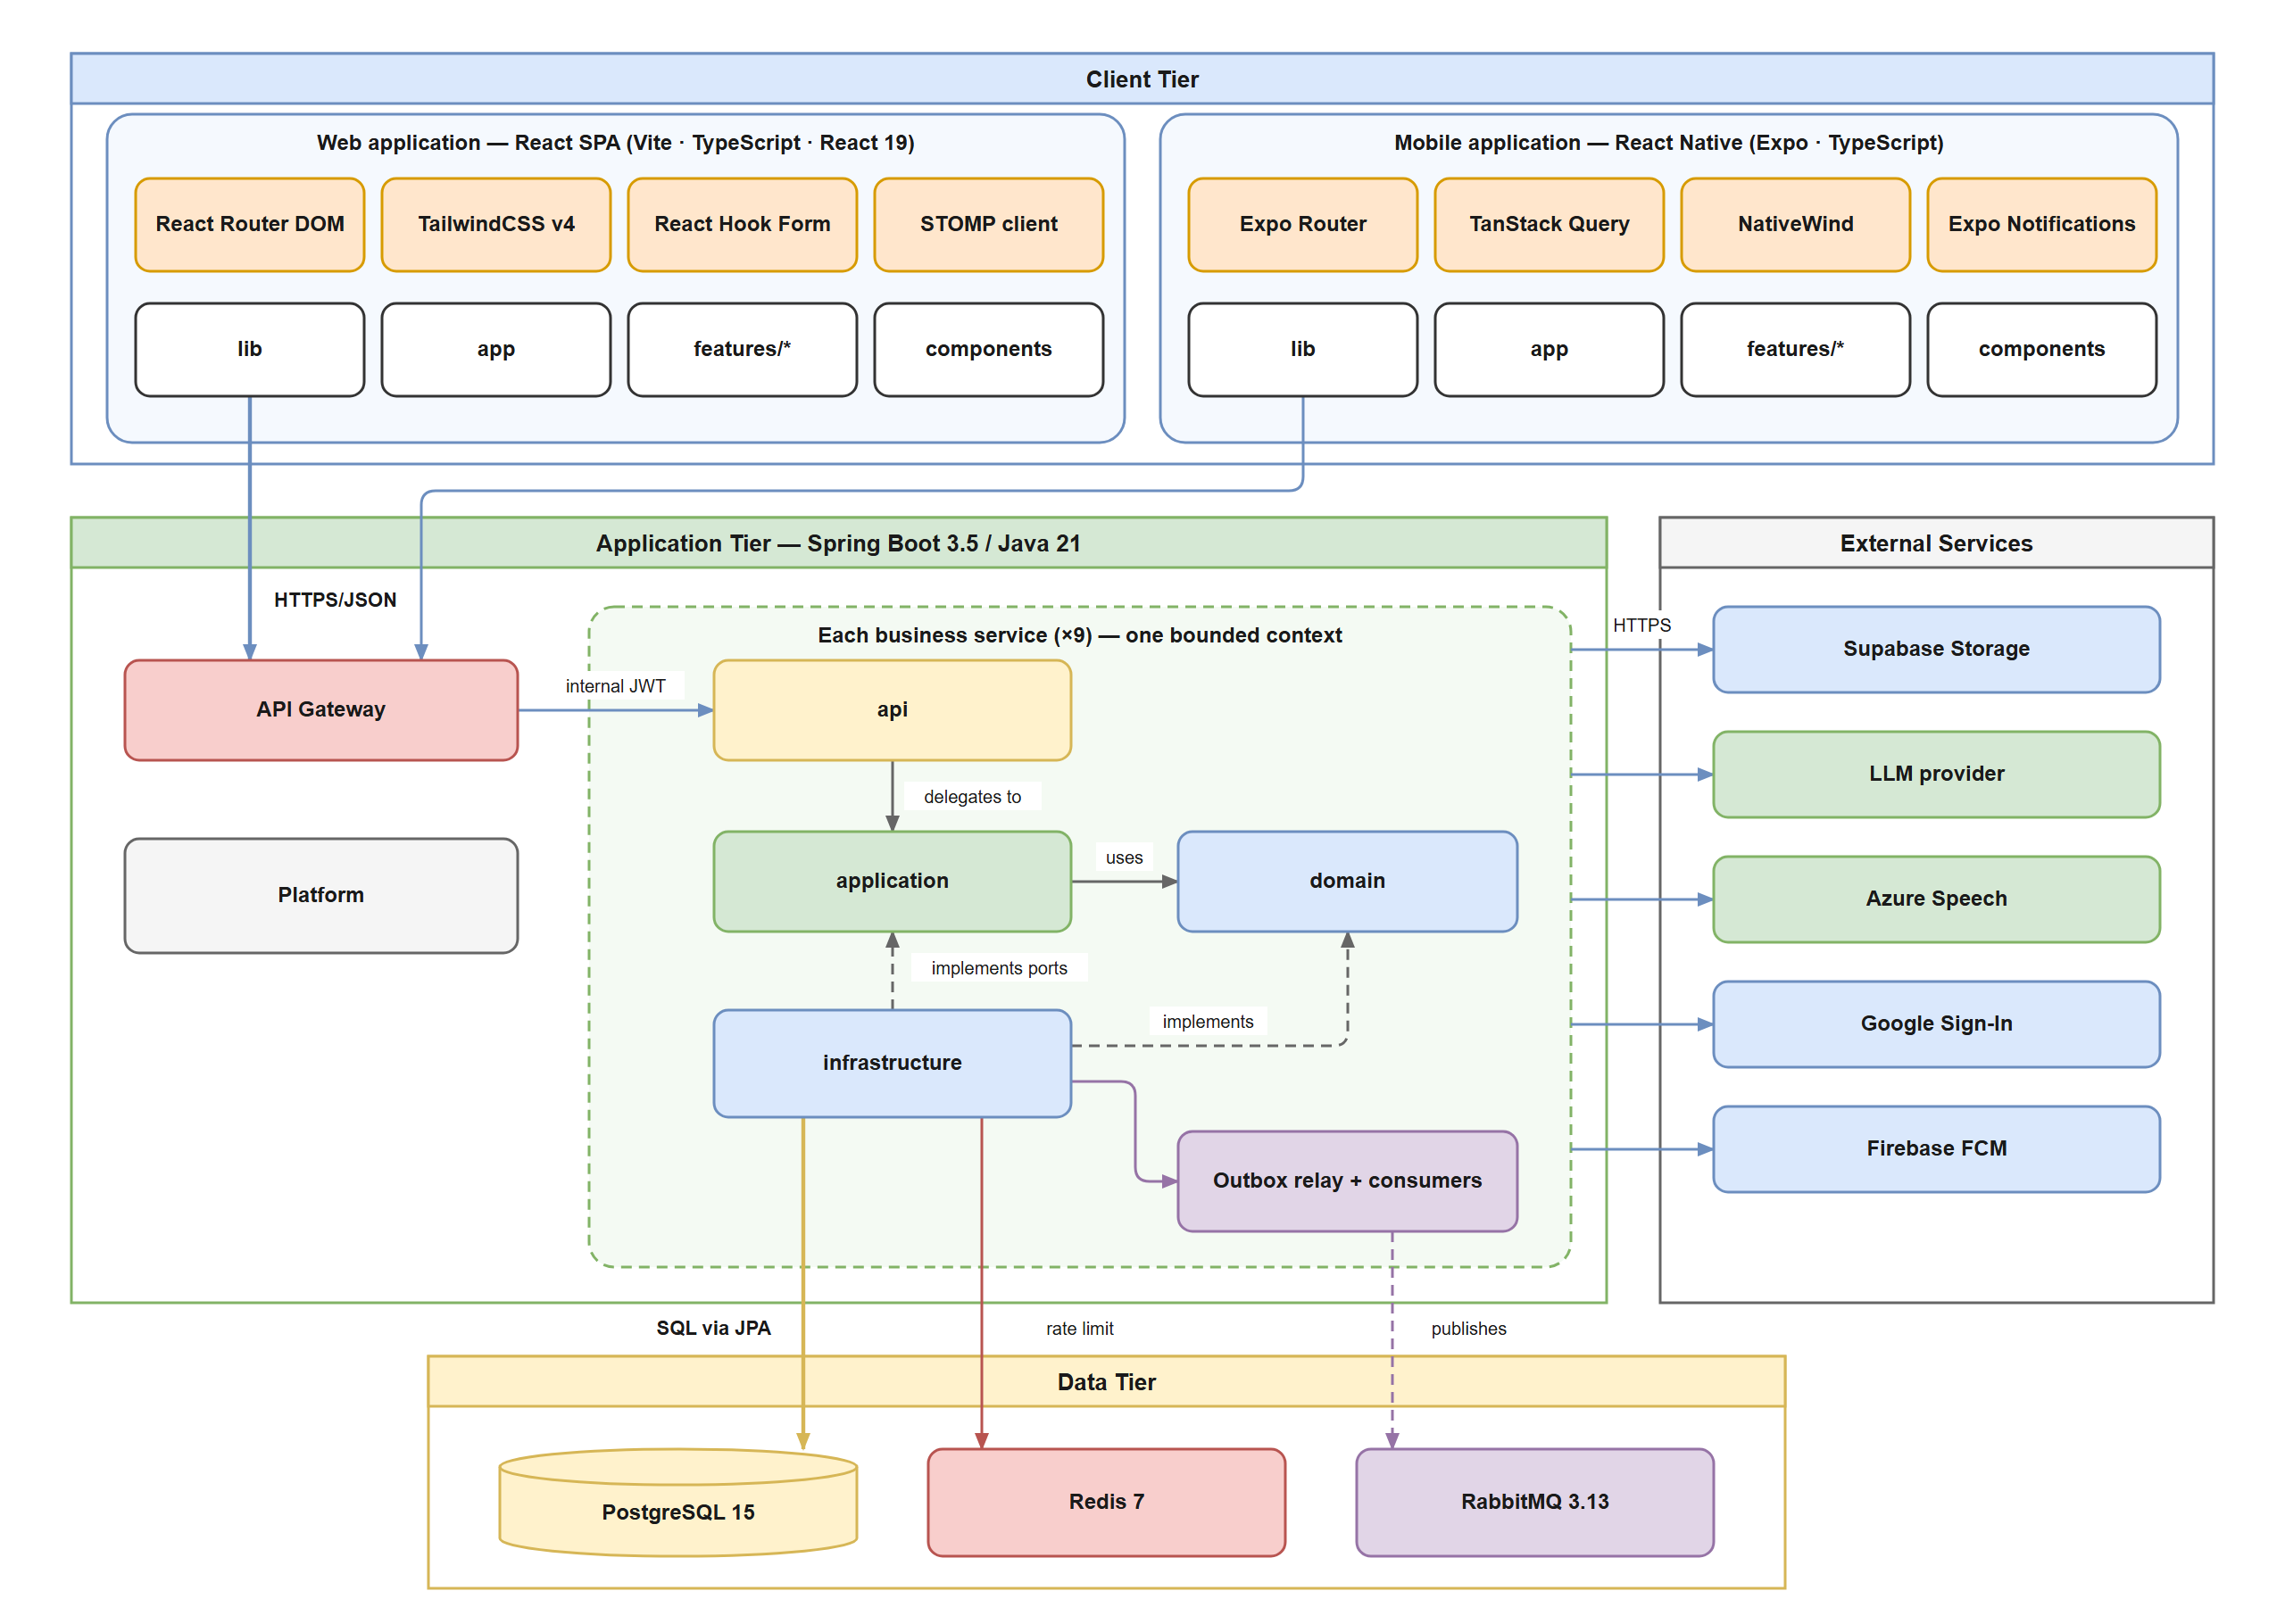 Client Tier
Web application — React SPA (Vite · TypeScript · React 19)
React Router DOM
TailwindCSS v4
React Hook Form
STOMP client
lib
app
features/*
components
Mobile application — React Native (Expo · TypeScript)
Expo Router
TanStack Query
NativeWind
Expo Notifications
lib
app
features/*
components
Application Tier — Spring Boot 3.5 / Java 21
HTTPS/JSON
API Gateway
Platform
internal JWT
Each business service (×9) — one bounded context
api
delegates to
application
uses
domain
implements ports
implements
infrastructure
Outbox relay + consumers
HTTPS
External Services
Supabase Storage
LLM provider
Azure Speech
Google Sign-In
Firebase FCM
SQL via JPA
rate limit
publishes
Data Tier
PostgreSQL 15
Redis 7
RabbitMQ 3.13